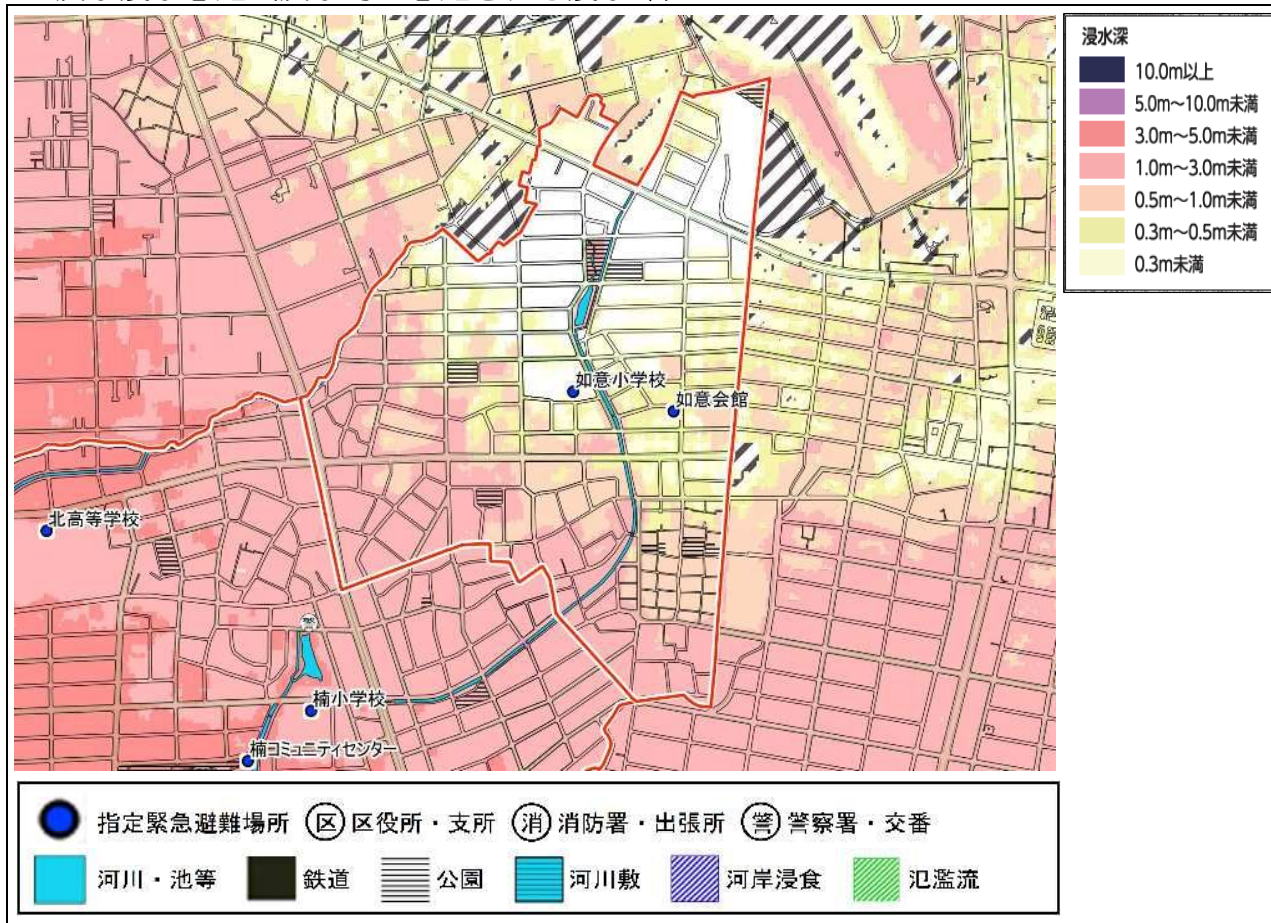 浸水深
10.0m以上
5.0m～10.0m未満
3.0m～5.0m未満
1.0m～3.0m未満
0.5m～1.0m未満
0.3m～0.5m未満
0.3m未満
如意小学校
如意会館
北高等学校
警
楠小学校
楠コミュニティセンター
指定緊急避難場所 区 区役所・支所 消 消防署・出張所 警 警察署・交番
河川・池等 鉄道 公園 河川敷 河岸浸食 氾濫流